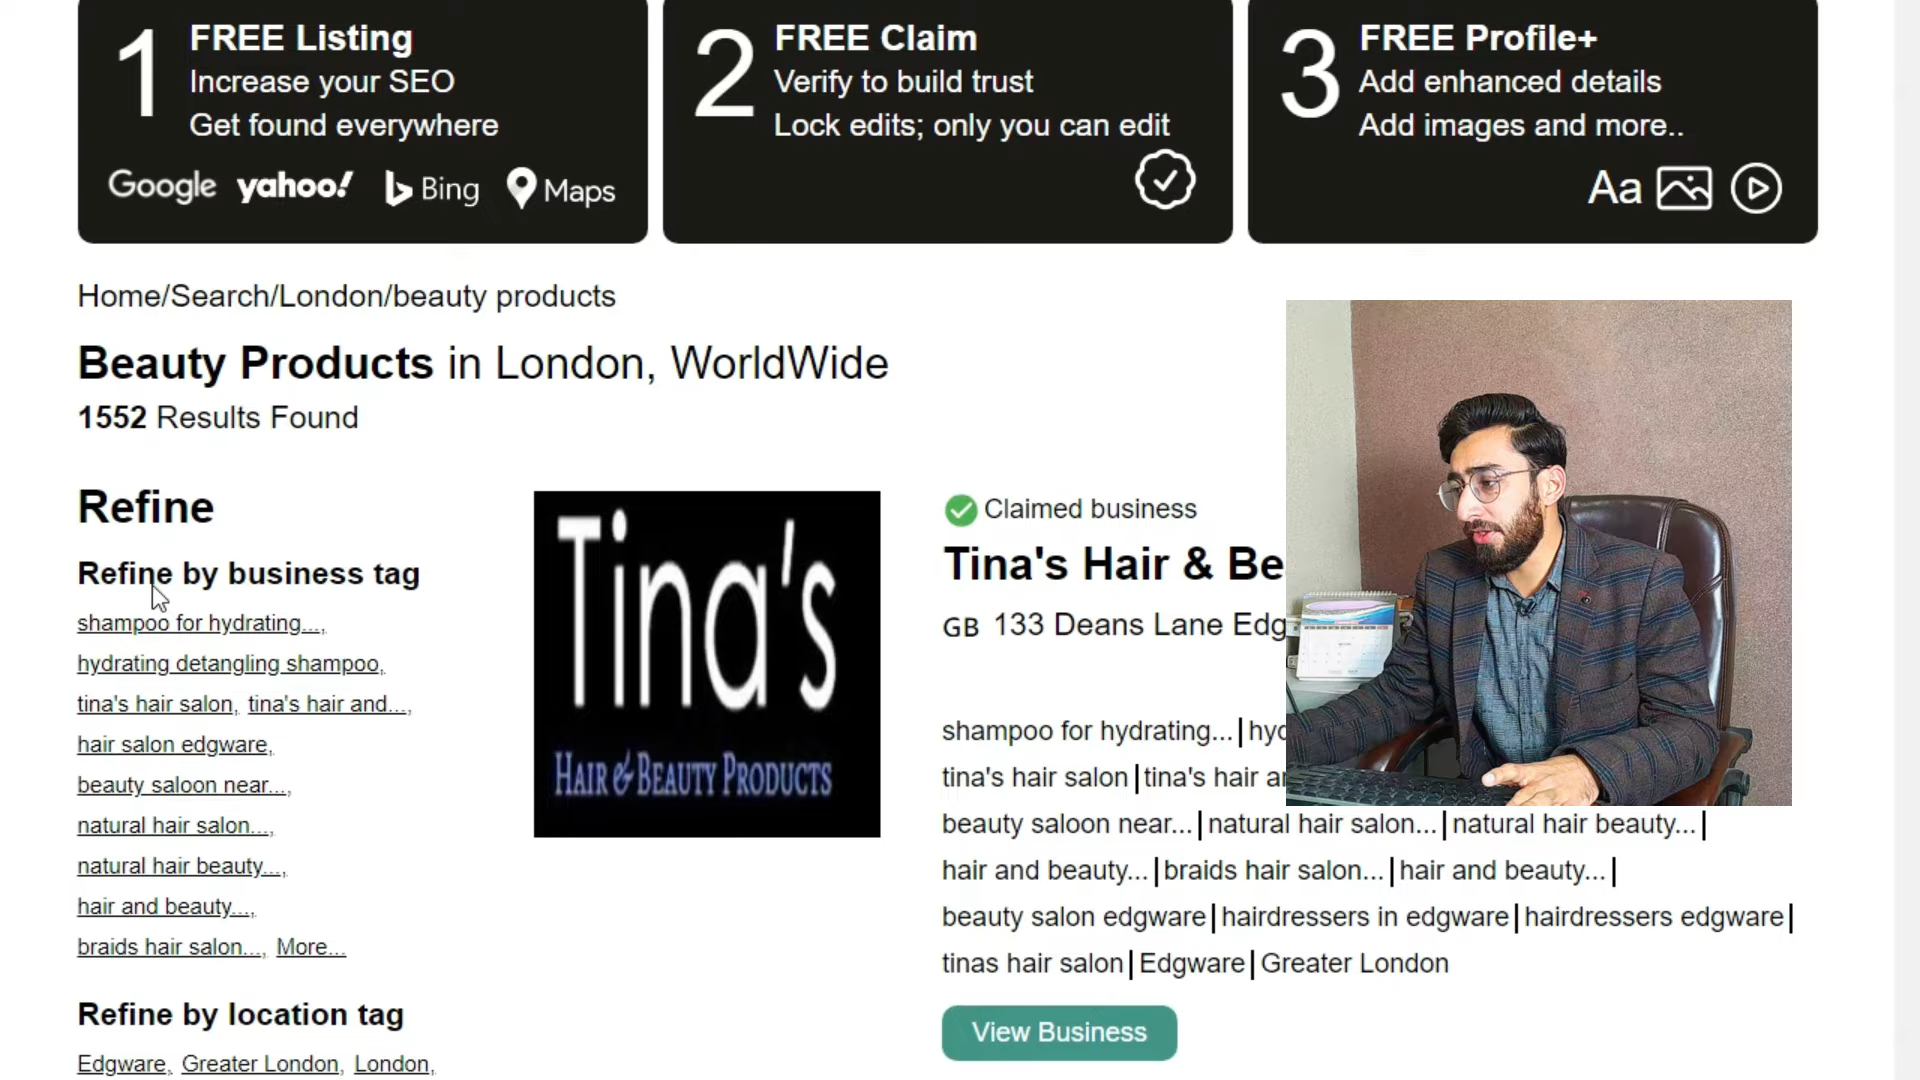 1
FREE Listing
Increase your SEO
Get found everywhere
Google yahoo! Bing Maps
2
FREE Claim
Verify to build trust
Lock edits; only you can edit
3
FREE Profile+
Add enhanced details
Add images and more..
Aa
Home/Search/London/beauty products
Beauty Products in London, WorldWide
1552 Results Found
Refine
Refine by business tag
shampoo for hydrating...,
hydrating detangling shampoo,
tina's hair salon, tina's hair and...,
hair salon edgware,
beauty saloon near...,
natural hair salon...,
natural hair beauty...,
hair and beauty...,
braids hair salon..., More...
Refine by location tag
Edgware, Greater London, London,
Tina's
HAIR & BEAUTY PRODUCTS
Claimed business
Tina's Hair & Be
GB 133 Deans Lane Edg
shampoo for hydrating...|hyd
tina's hair salon|tina's hair an
beauty saloon near...|natural hair salon...|natural hair beauty...|
hair and beauty...|braids hair salon...|hair and beauty...|
beauty salon edgware|hairdressers in edgware|hairdressers edgware|
tinas hair salon|Edgware|Greater London
View Business